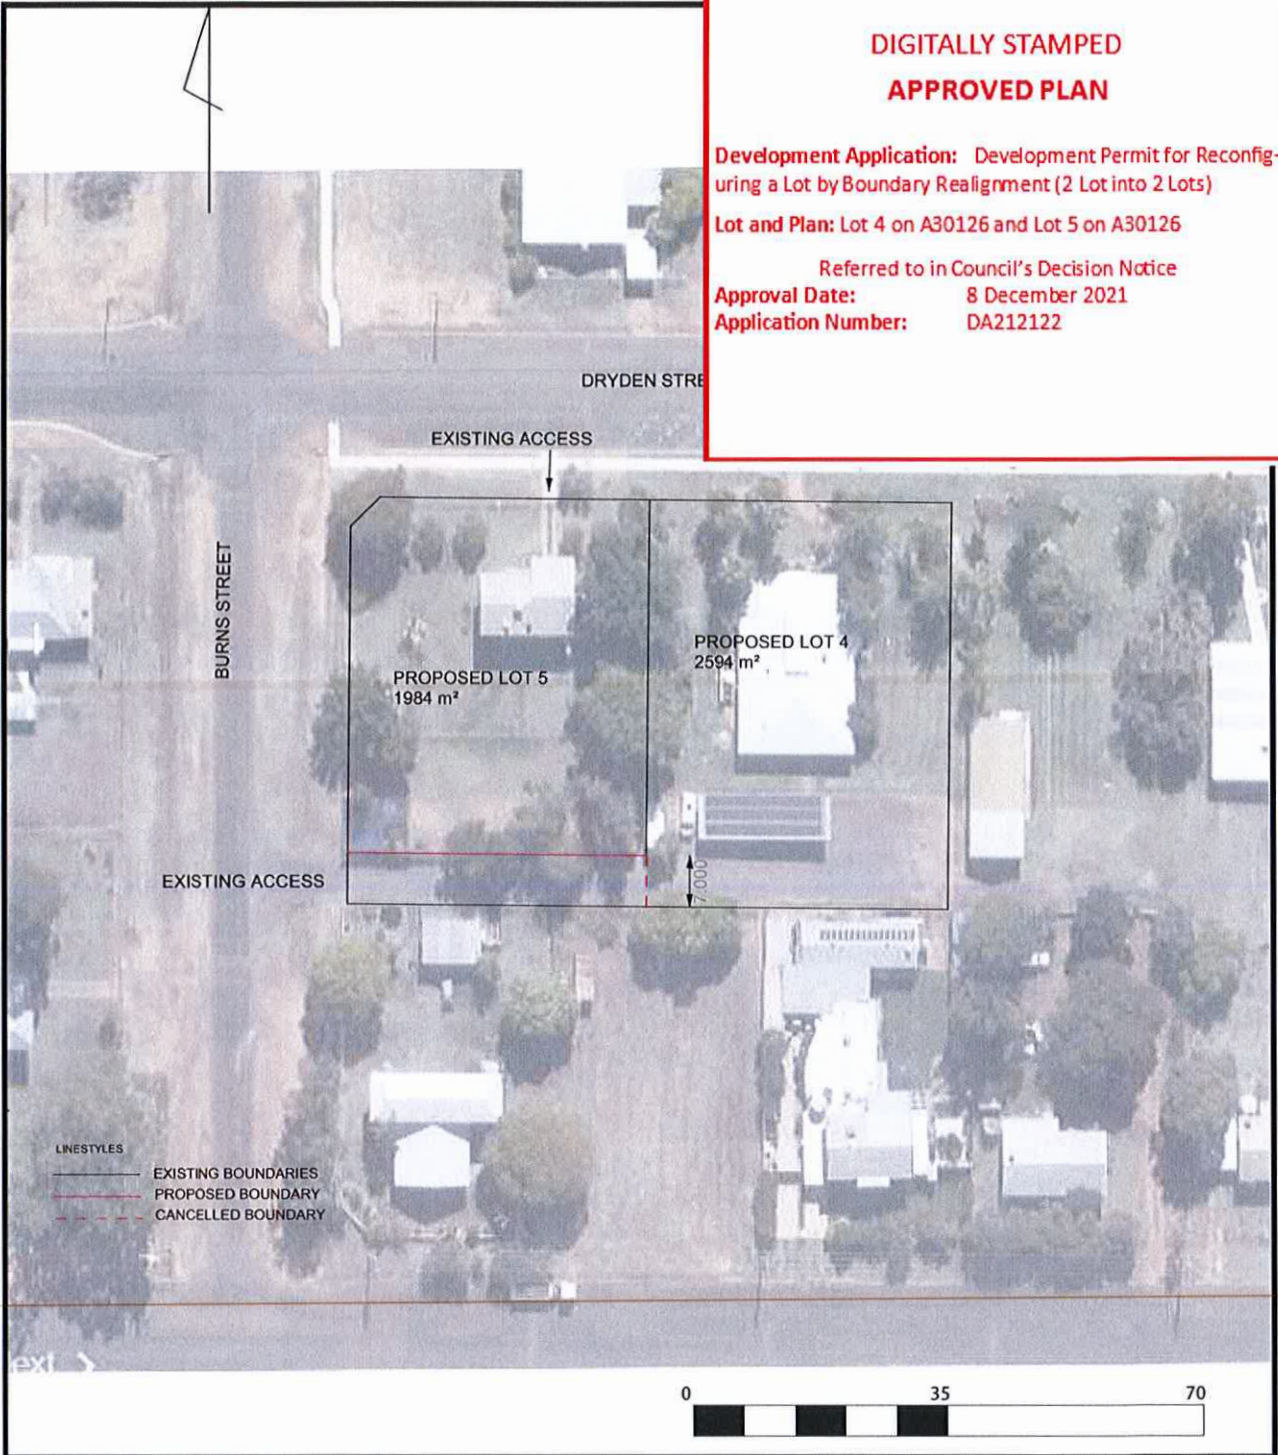 DIGITALLY STAMPED
APPROVED PLAN
Development Application: Development Permit for Reconfig-
uring a Lot by Boundary Realignment (2 Lot into 2 Lots)
Lot and Plan: Lot 4 on A30126 and Lot 5 on A30126
Referred to in Council's Decision Notice
Approval Date: 8 December 2021
Application Number: DA212122
DRYDEN STRE
EXISTING ACCESS
BURNS STREET
PROPOSED LOT 4
2594 m²
PROPOSED LOT 5
1984 m²
EXISTING ACCESS
7.000
LINESTYLES
EXISTING BOUNDARIES
PROPOSED BOUNDARY
CANCELLED BOUNDARY
ext
0 35 70